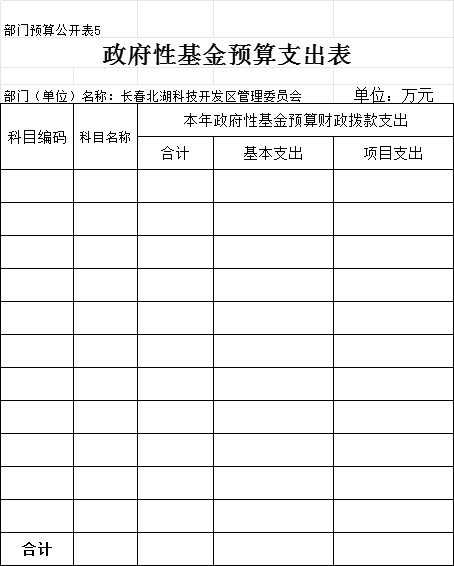 部门预算公开表5
政府性基金预算支出表
部门（单位）名称：长春北湖科技开发区管理委员会 单位：万元
科目编码 科目名称 本年政府性基金预算财政拨款支出
合计 基本支出 项目支出
合计